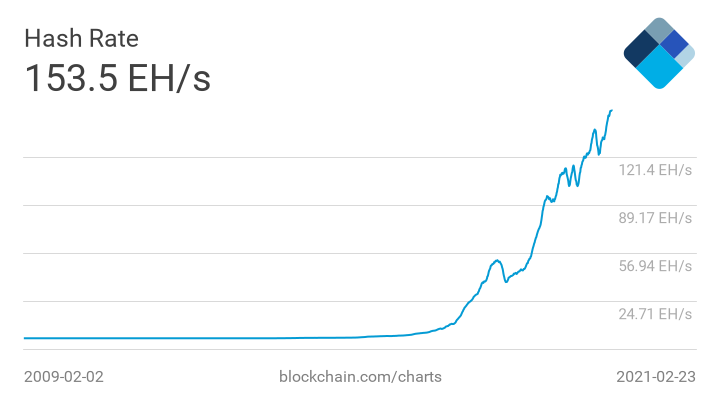 Hash Rate
153.5 EH/s
121.4 EH/s
89.17 EH/s
56.94 EH/s
24.71 EH/s
2009-02-02 blockchain.com/charts 2021-02-23